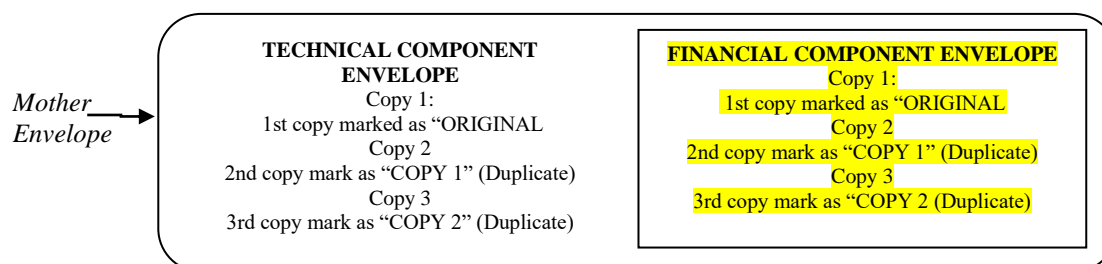 Mother
Envelope
TECHNICAL COMPONENT
ENVELOPE
Copy 1:
1st copy marked as “ORIGINAL
Copy 2
2nd copy mark as “COPY 1” (Duplicate)
Copy 3
3rd copy mark as “COPY 2” (Duplicate)
FINANCIAL COMPONENT ENVELOPE
Copy 1:
1st copy marked as “ORIGINAL
Copy 2
2nd copy mark as “COPY 1” (Duplicate)
Copy 3
3rd copy mark as “COPY 2 (Duplicate)